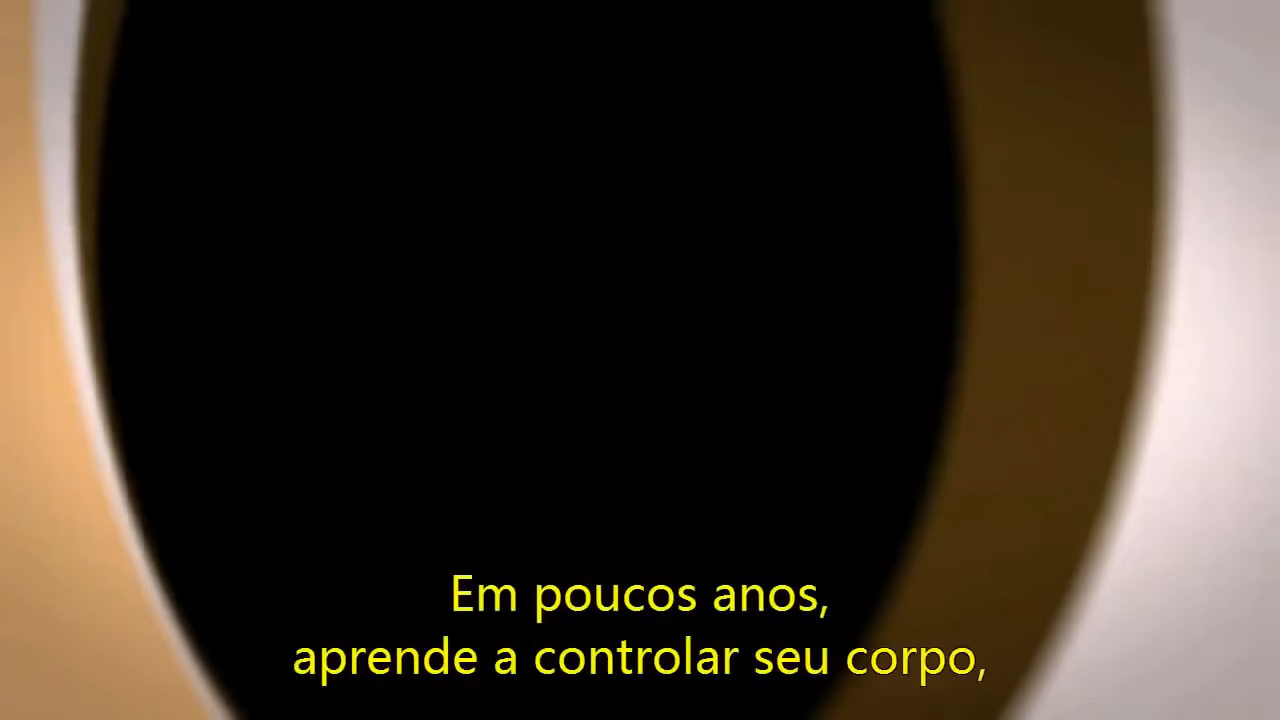 Em poucos anos,
aprende a controlar seu corpo,